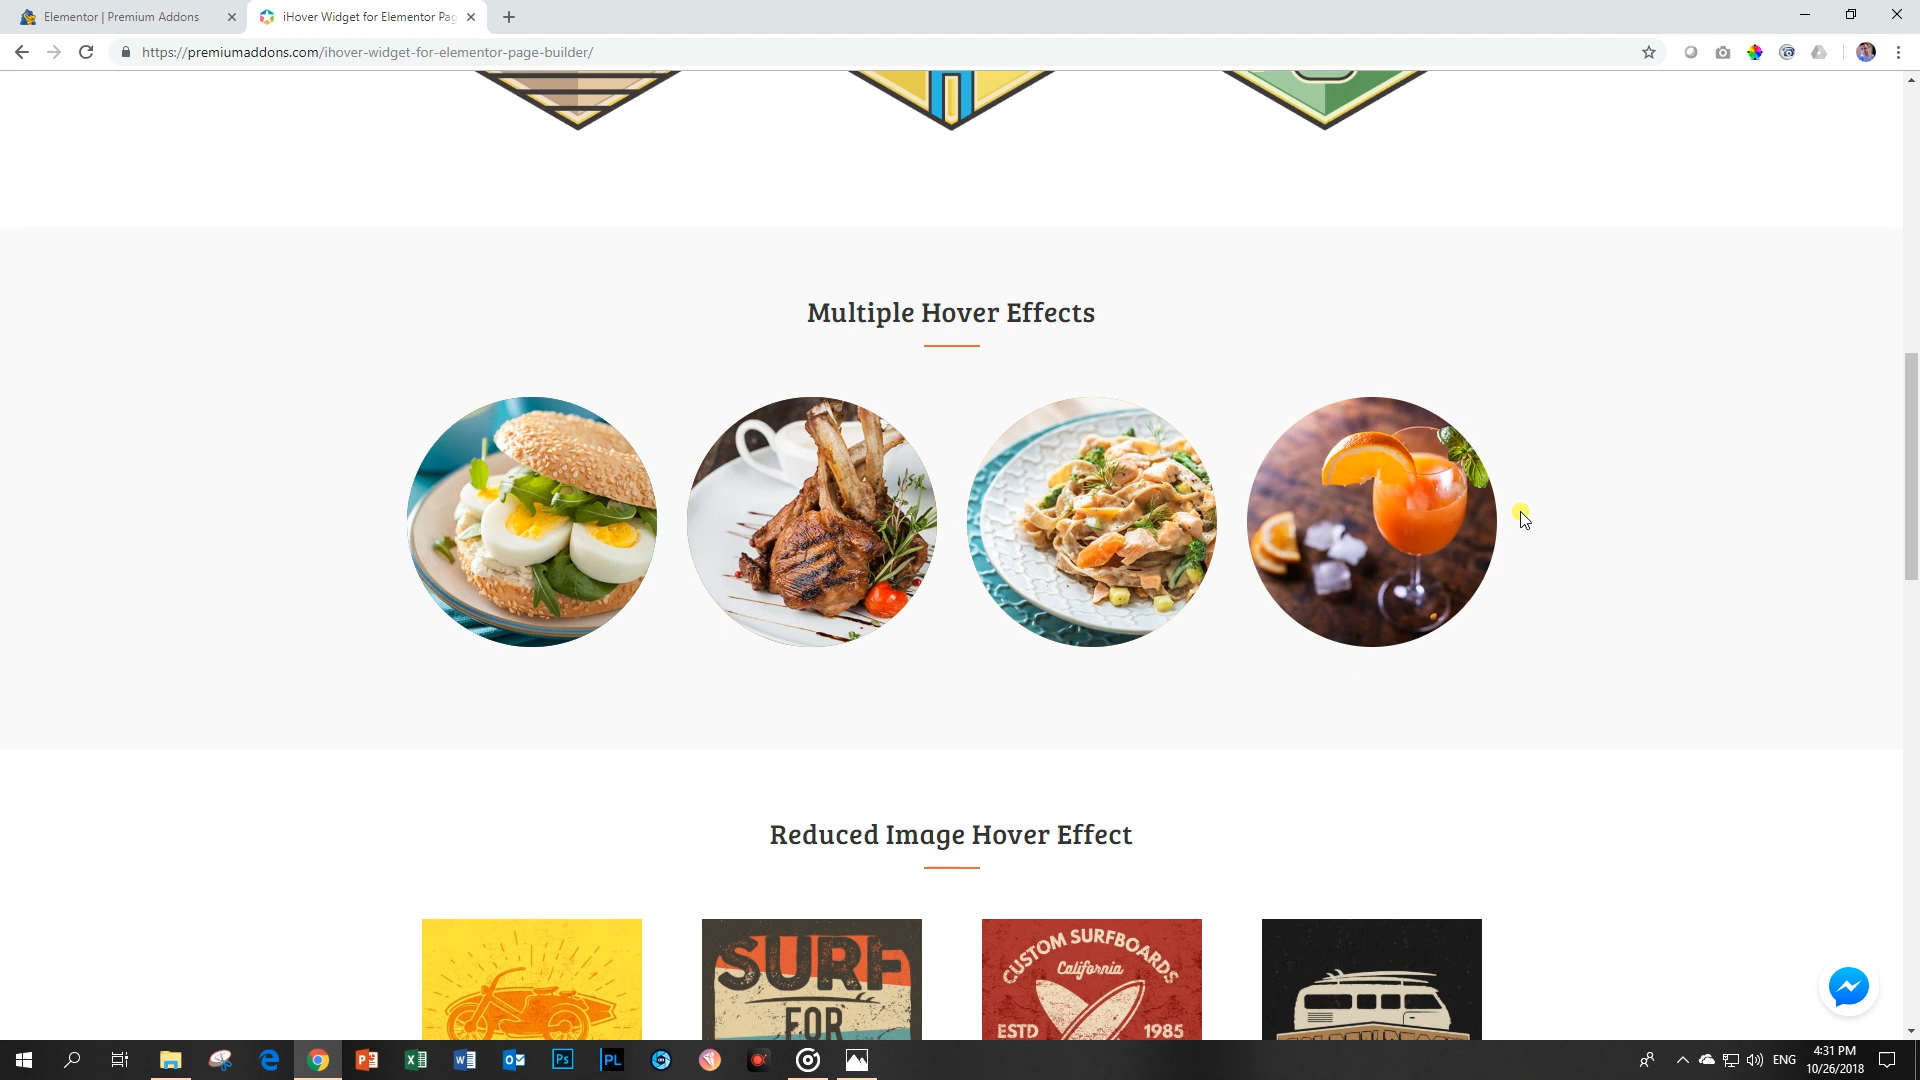 Elementor | Premium Addons
iHover Widget for Elementor Pag
https://premiumaddons.com/ihover-widget-for-elementor-page-builder/
Multiple Hover Effects
Reduced Image Hover Effect
SURF
FOR
CUSTOM SURFBOARDS
California
ESTD 1985
Ps
PL
ENG
4:31 PM
10/26/2018